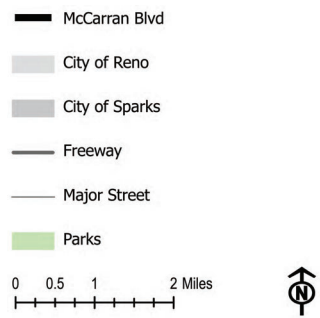 McCarran Blvd
City of Reno
City of Sparks
Freeway
Major Street
Parks
0 0.5 1 2 Miles
N